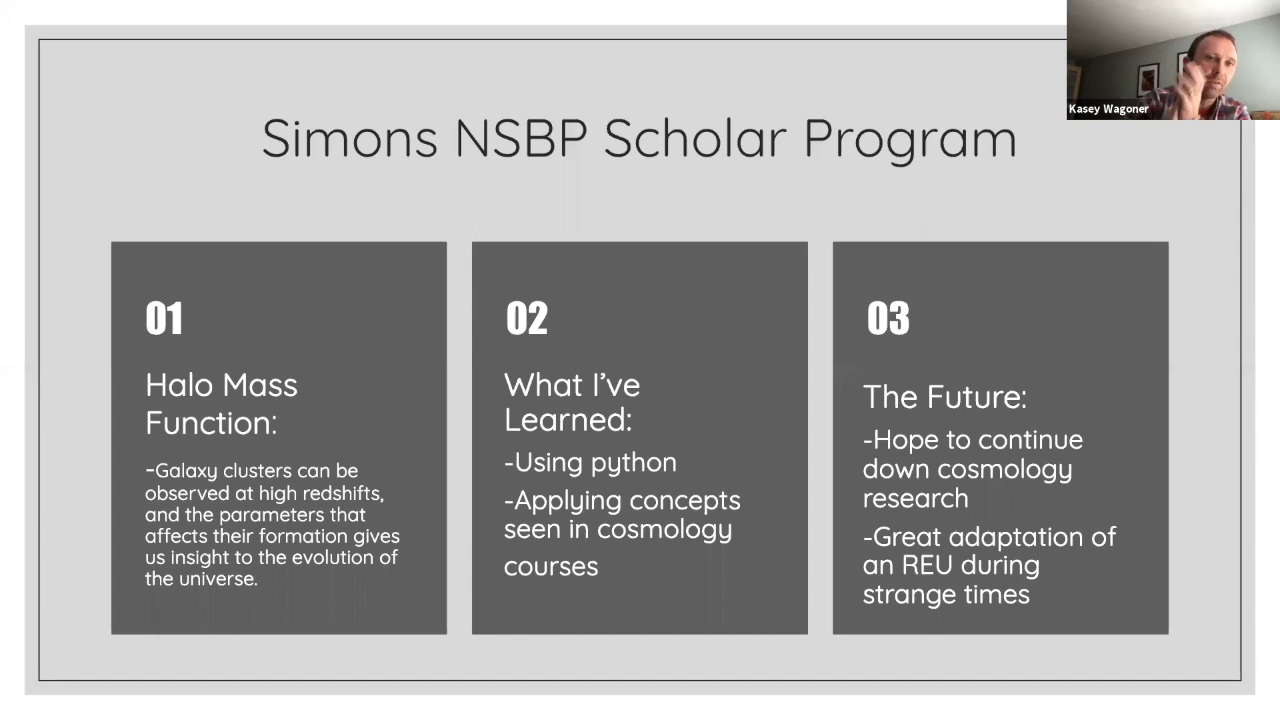 Kasey Wagoner
Simons NSBP Scholar Program
01
Halo Mass
Function:
-Galaxy clusters can be
observed at high redshifts,
and the parameters that
affects their formation gives
us insight to the evolution of
the universe.
02
What I’ve
Learned:
-Using python
-Applying concepts
seen in cosmology
courses
03
The Future:
-Hope to continue
down cosmology
research
-Great adaptation of
an REU during
strange times